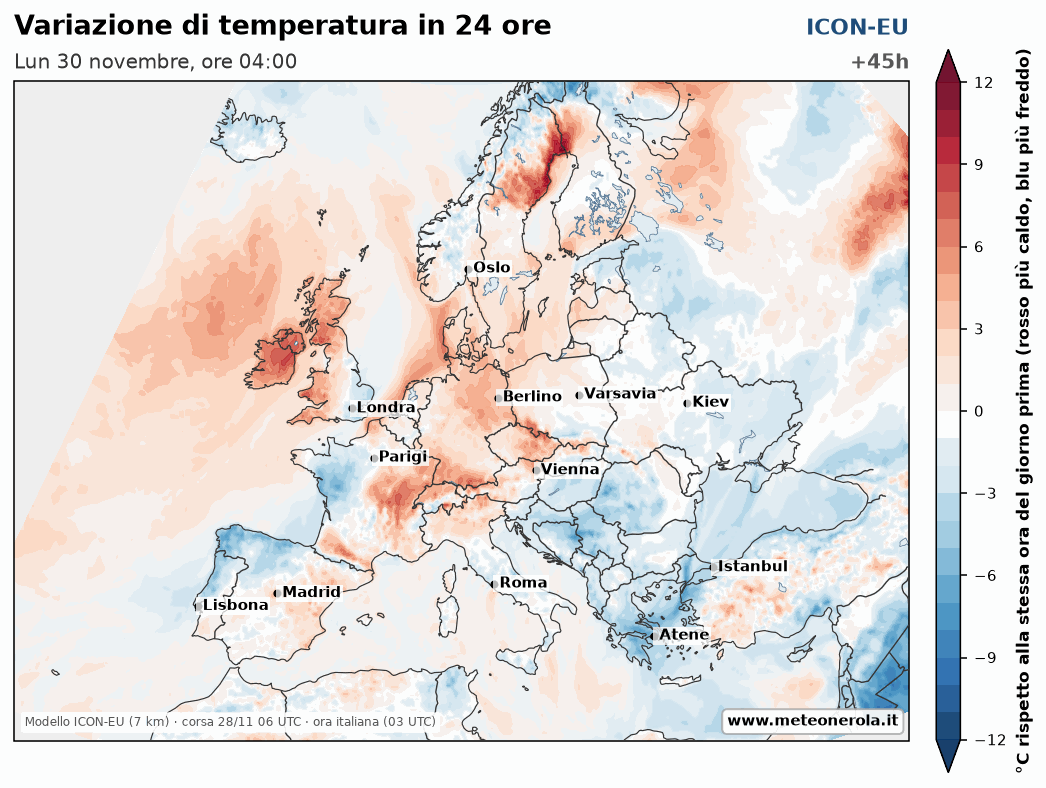 Variazione di temperatura in 24 ore
ICON-EU
Lun 30 novembre, ore 04:00
+45h
12
9
6
3
0
−3
−6
−9
−12
°C rispetto alla stessa ora del giorno prima (rosso più caldo, blu più freddo)
Oslo
Londra
Berlino
Varsavia
Kiev
Parigi
Vienna
Istanbul
Roma
Madrid
Lisbona
Atene
Modello ICON-EU (7 km) · corsa 28/11 06 UTC · ora italiana (03 UTC)
www.meteonerola.it